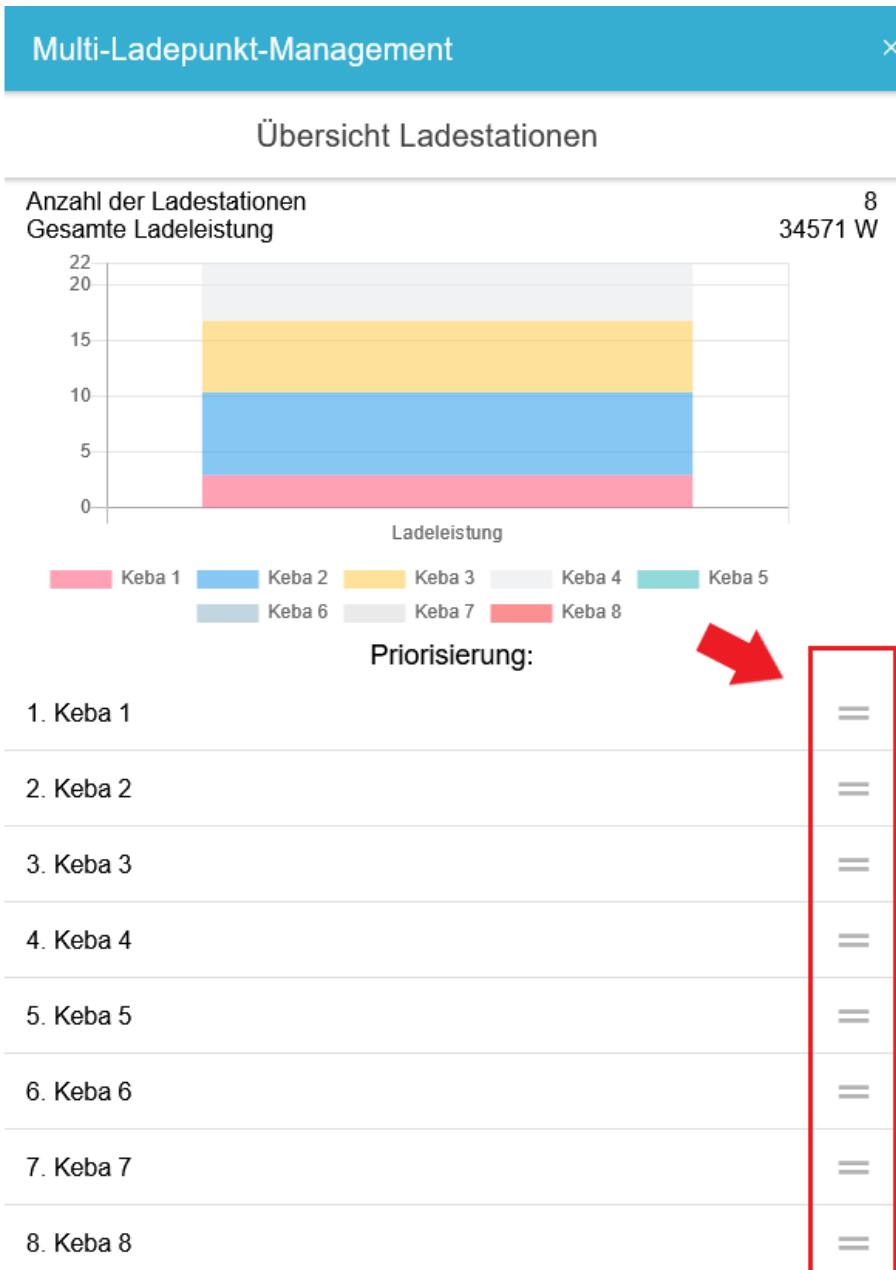 Multi-Ladepunkt-Management ×
Übersicht Ladestationen
Anzahl der Ladestationen 8
Gesamte Ladeleistung 34571 W
22
20
15
10
5
0
Ladeleistung
Keba 1 Keba 2 Keba 3 Keba 4 Keba 5
Keba 6 Keba 7 Keba 8
Priorisierung:
1. Keba 1
2. Keba 2
3. Keba 3
4. Keba 4
5. Keba 5
6. Keba 6
7. Keba 7
8. Keba 8